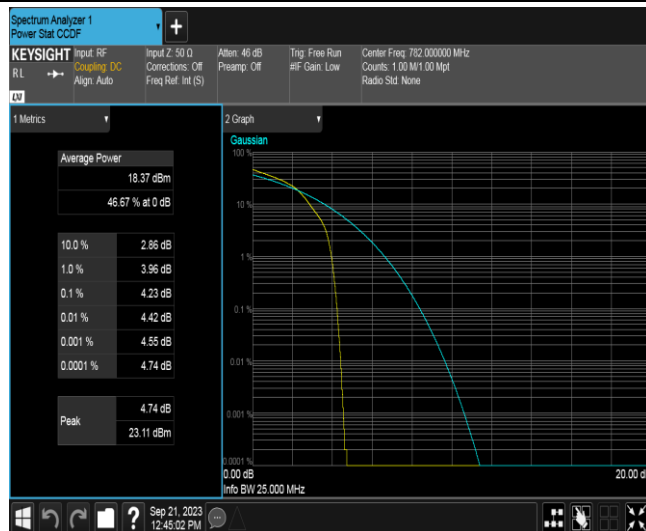 Spectrum Analyzer 1
Power Stat CCDF
+
KEYSIGHT
RL
LXI
Input: RF
Coupling: DC
Align: Auto
Input Z: 50 Ω
Corrections: Off
Freq Ref: Int (S)
Atten: 46 dB
Preamp: Off
Trig: Free Run
#IF Gain: Low
Center Freq: 782.000000 MHz
Counts: 1.00 M/1.00 Mpt
Radio Std: None
1 Metrics
Average Power
18.37 dBm
46.67 % at 0 dB
10.0 % 2.86 dB
1.0 % 3.96 dB
0.1 % 4.23 dB
0.01 % 4.42 dB
0.001 % 4.55 dB
0.0001 % 4.74 dB
Peak
4.74 dB
23.11 dBm
2 Graph
Gaussian
100 %
10 %
1 %
0.1 %
0.01 %
0.001 %
0.0001 %
0.00 dB
20.00 d
Info BW 25.000 MHz
?
Sep 21, 2023
12:45:02 PM